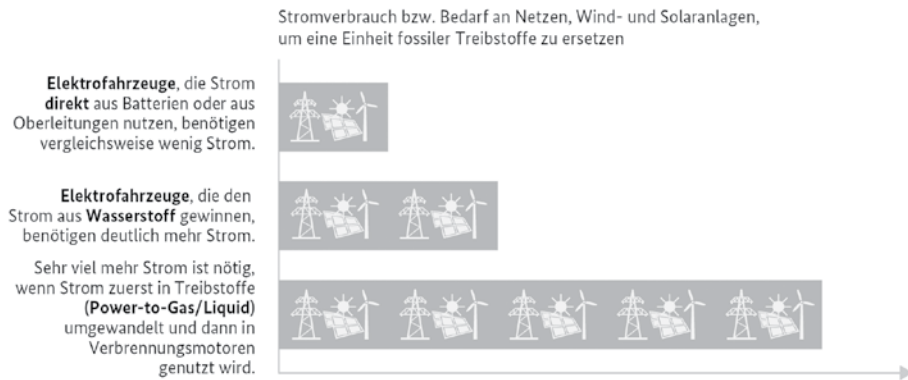 Stromverbrauch bzw. Bedarf an Netzen, Wind- und Solaranlagen,
um eine Einheit fossiler Treibstoffe zu ersetzen
Elektrofahrzeuge, die Strom
direkt aus Batterien oder aus
Oberleitungen nutzen, benötigen
vergleichsweise wenig Strom.
Elektrofahrzeuge, die den
Strom aus Wasserstoff gewinnen,
benötigen deutlich mehr Strom.
Sehr viel mehr Strom ist nötig,
wenn Strom zuerst in Treibstoffe
(Power-to-Gas/Liquid)
umgewandelt und dann in
Verbrennungsmotoren
genutzt wird.